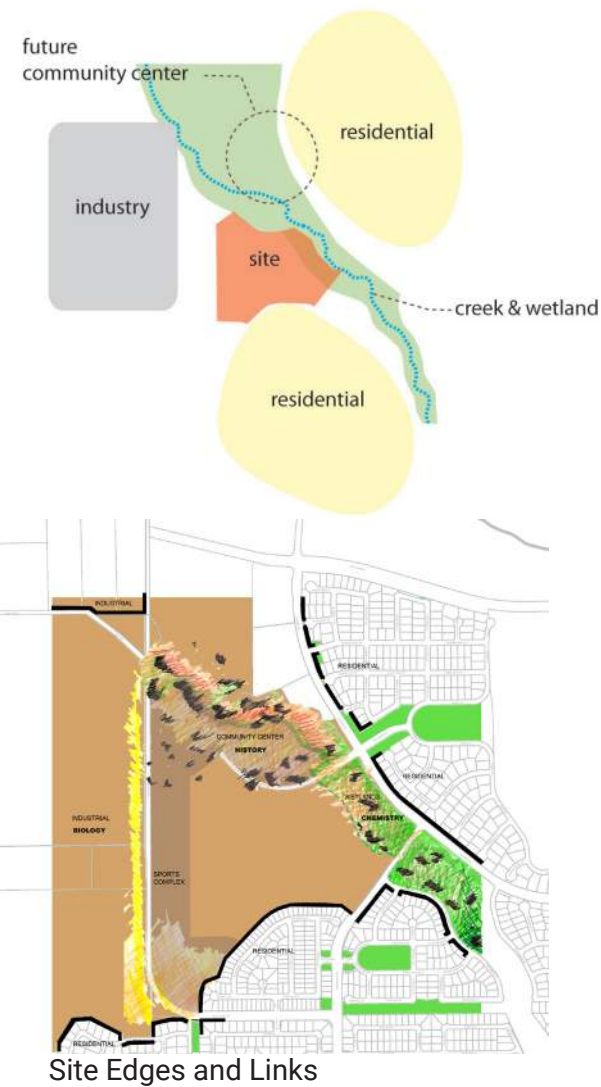 future
community center
residential
industry
site
creek & wetland
residential
INDUSTRIAL
RESIDENTIAL
COMMUNITY CENTER
HISTORY
RESIDENTIAL
WETLANDS
CHEMISTRY
INDUSTRIAL
BIOLOGY
SPORTS
COMPLEX
RESIDENTIAL
RESIDENTIAL
Site Edges and Links